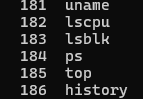 181 uname
182 lscpu
183 lsblk
184 ps
185 top
186 history